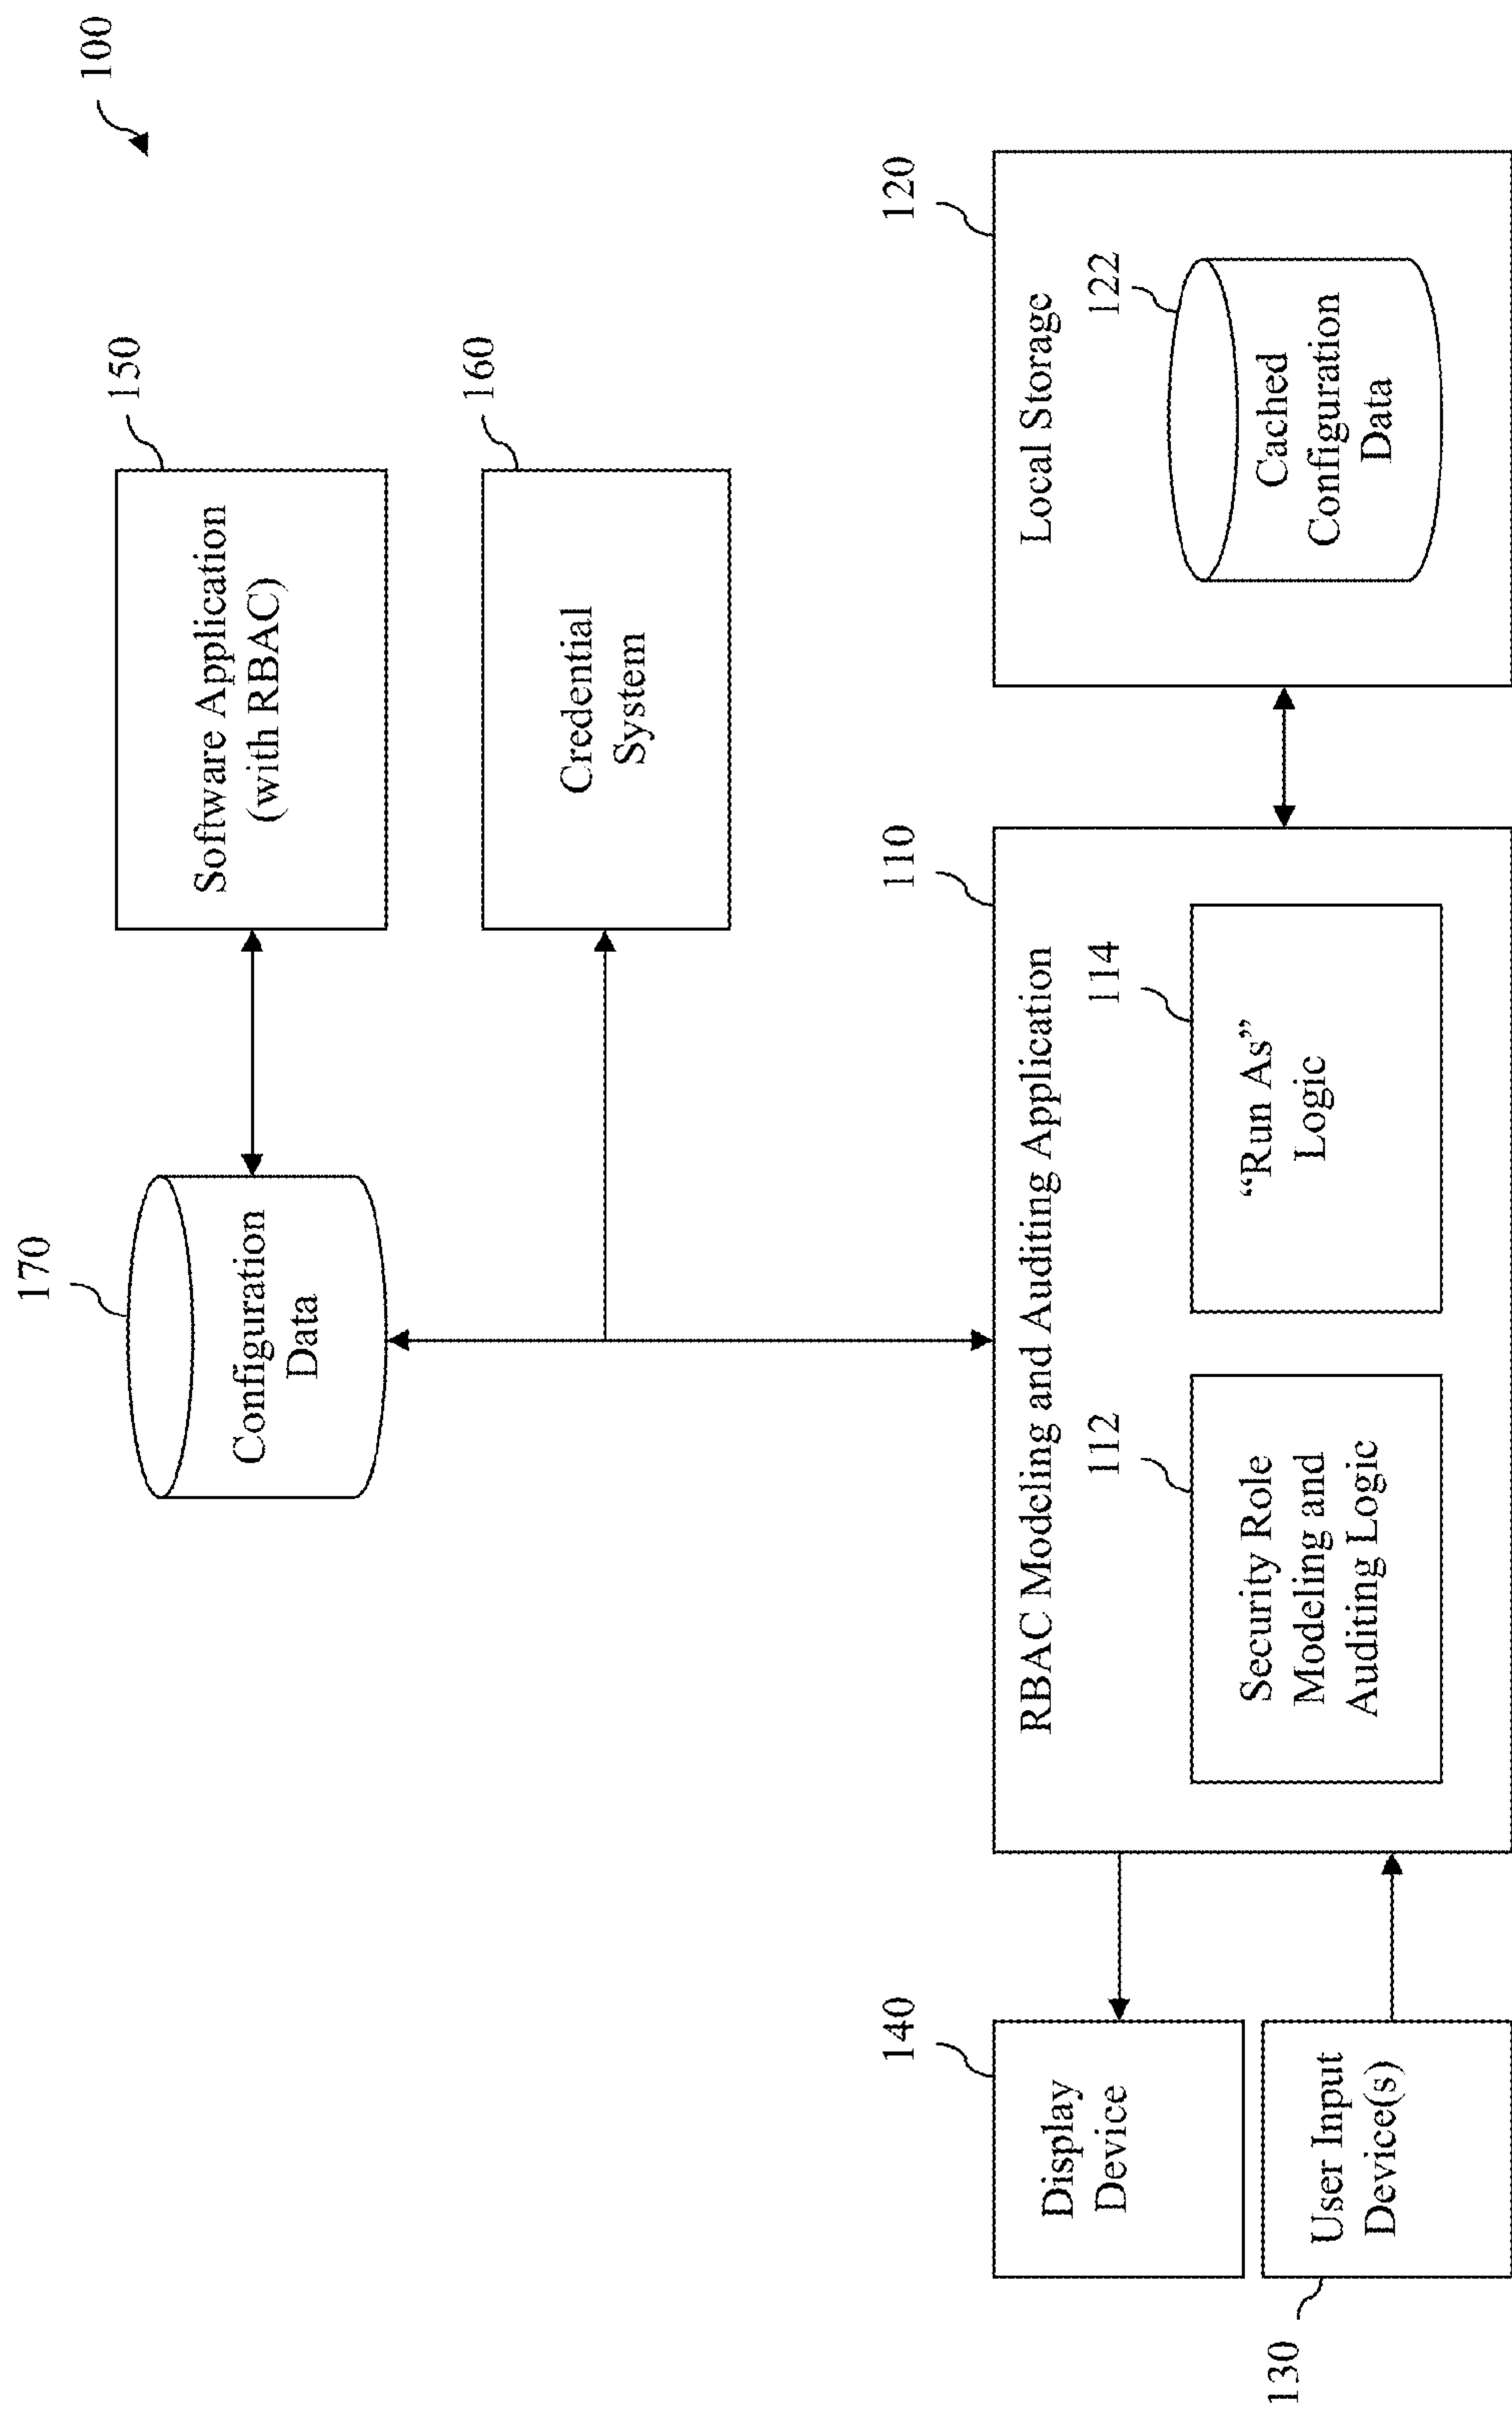 100
170
Configuration
Data
150
Software Application
(with RBAC)
160
Credential
System
110
RBAC Modeling and Auditing Application
112
Security Role
Modeling and
Auditing Logic
114
“Run As”
Logic
120
Local Storage
122
Cached
Configuration
Data
140
Display
Device
User Input
Device(s)
130